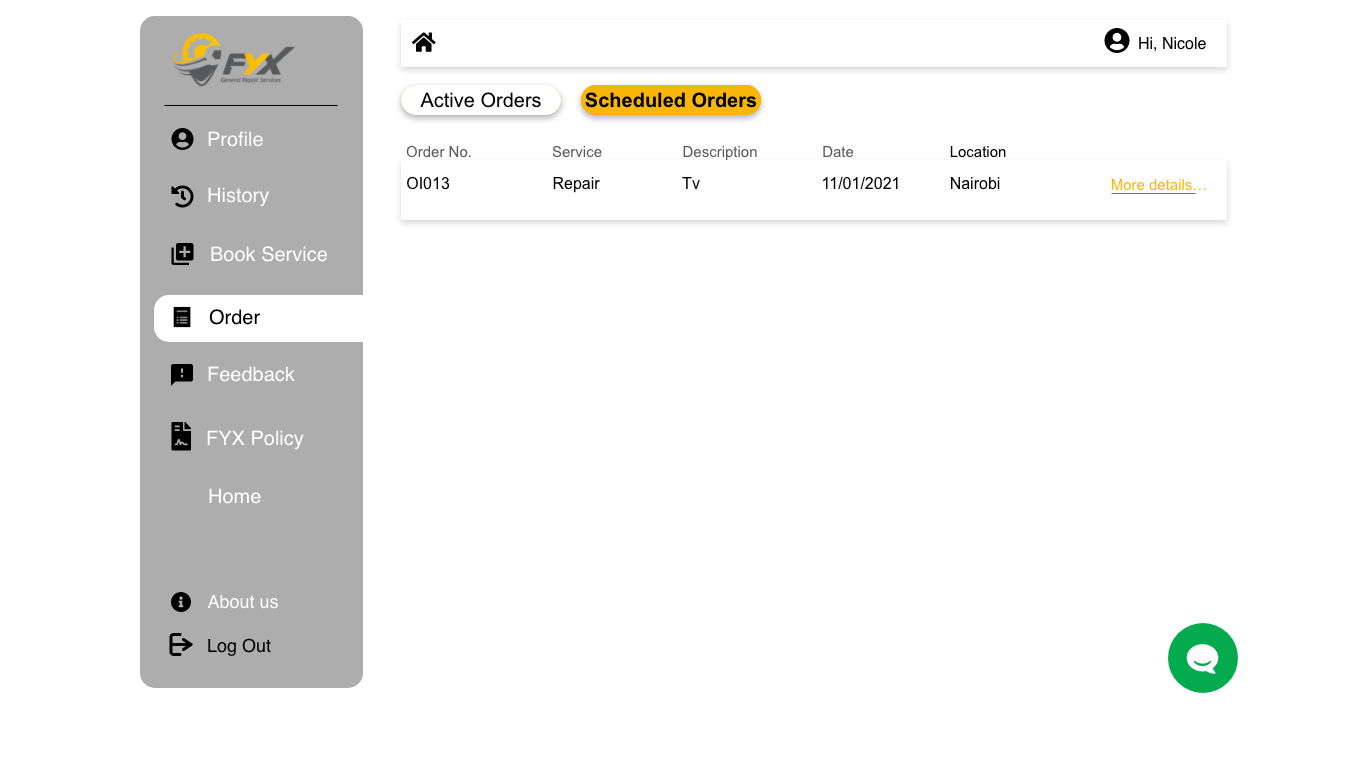 FYX
General Repair Services
Profile
History
Book Service
Order
Feedback
FYX Policy
Home
About us
Log Out
Hi, Nicole
Active Orders
Scheduled Orders
Order No. Service Description Date Location
OI013 Repair Tv 11/01/2021 Nairobi More details…